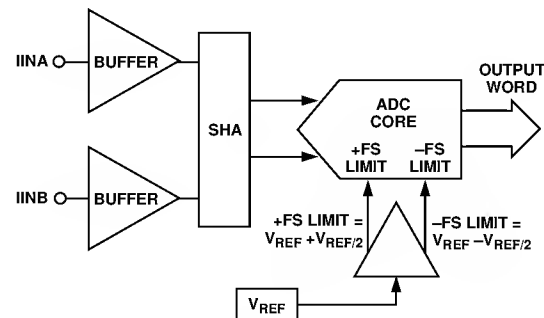 IINA
BUFFER
SHA
IINB
BUFFER
ADC
CORE
+FS
LIMIT
–FS
LIMIT
OUTPUT
WORD
+FS LIMIT =
VREF +VREF/2
–FS LIMIT =
VREF –VREF/2
VREF